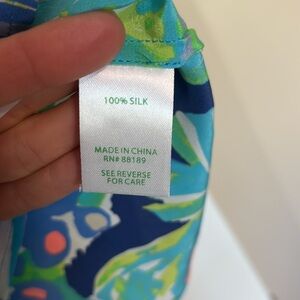 100% SILK
MADE IN CHINA
RN# 88189
SEE REVERSE
FOR CARE